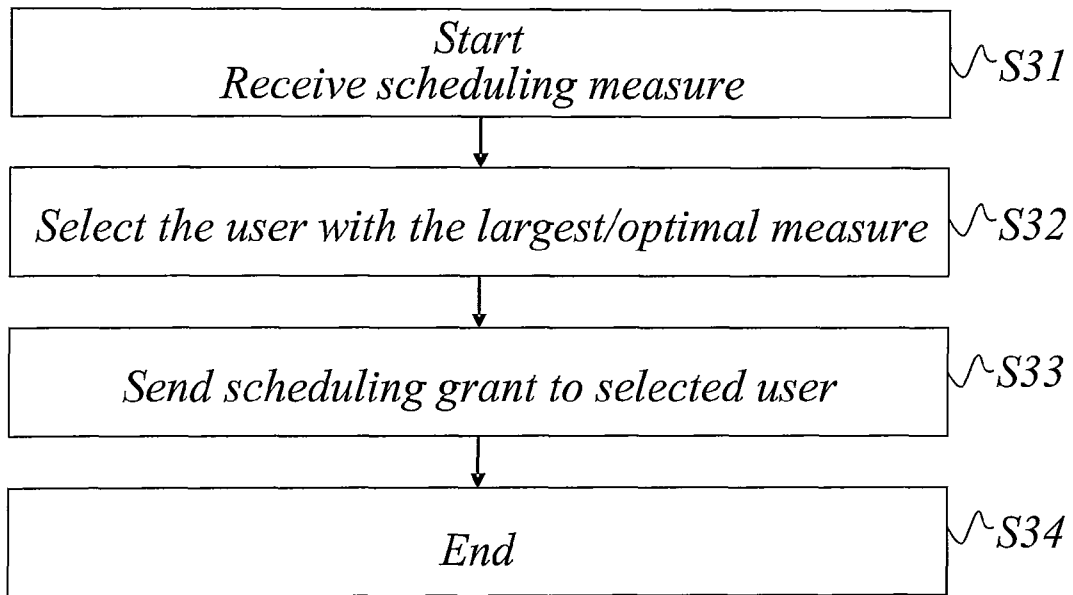 Start
Receive scheduling measure
S31
Select the user with the largest/optimal measure
S32
Send scheduling grant to selected user
S33
End
S34